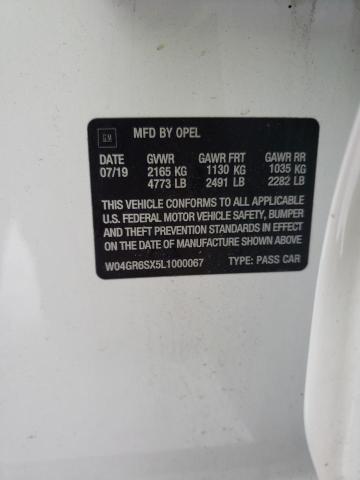 GM
MFD BY OPEL
DATE GVWR GAWR FRT GAWR RR
07/19 2165 KG 1130 KG 1035 KG
4773 LB 2491 LB 2282 LB
THIS VEHICLE CONFORMS TO ALL APPLICABLE
U.S. FEDERAL MOTOR VEHICLE SAFETY, BUMPER
AND THEFT PREVENTION STANDARDS IN EFFECT
ON THE DATE OF MANUFACTURE SHOWN ABOVE.
W04GR6SX5L1000067 TYPE: PASS CAR